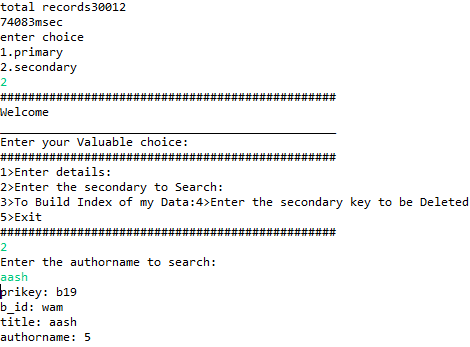 total records30012
74083msec
enter choice
1.primary
2.secondary
2
################################################
Welcome
________________________________________________
Enter your Valuable choice:
################################################
1>Enter details:
2>Enter the secondary to Search:
3>To Build Index of my Data:4>Enter the secondary key to be Deleted
5>Exit
################################################
2
Enter the authorname to search:
aash
prikey: b19
b_id: wam
title: aash
authorname: 5